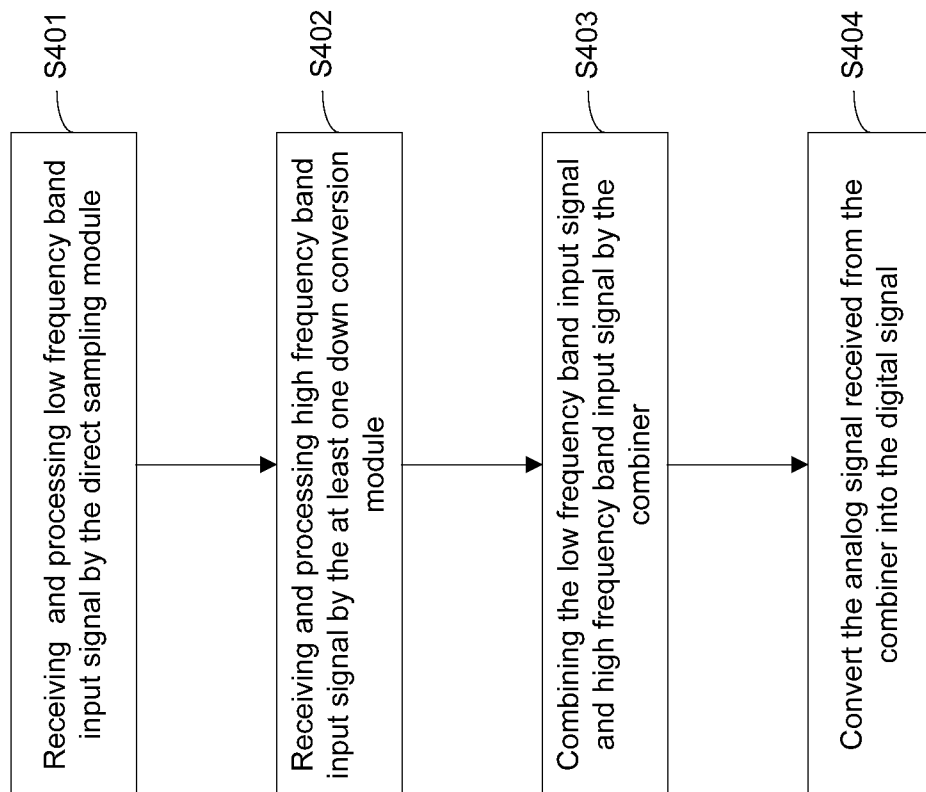 S401
Receiving and processing low frequency band
input signal by the direct sampling module
S402
Receiving and processing high frequency band
input signal by the at least one down conversion
module
S403
Combining the low frequency band input signal
and high frequency band input signal by the
combiner
S404
Convert the analog signal received from the
combiner into the digital signal